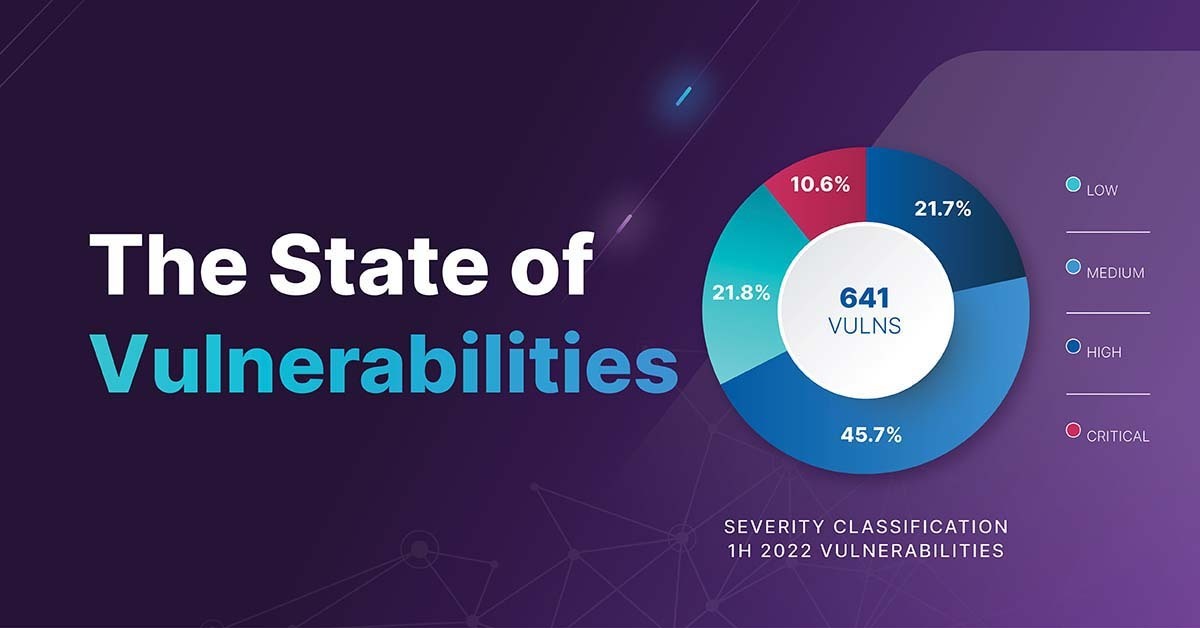 The State of
Vulnerabilities
10.6%
21.7%
21.8%
641
VULNS
45.7%
LOW
MEDIUM
HIGH
CRITICAL
SEVERITY CLASSIFICATION
1H 2022 VULNERABILITIES